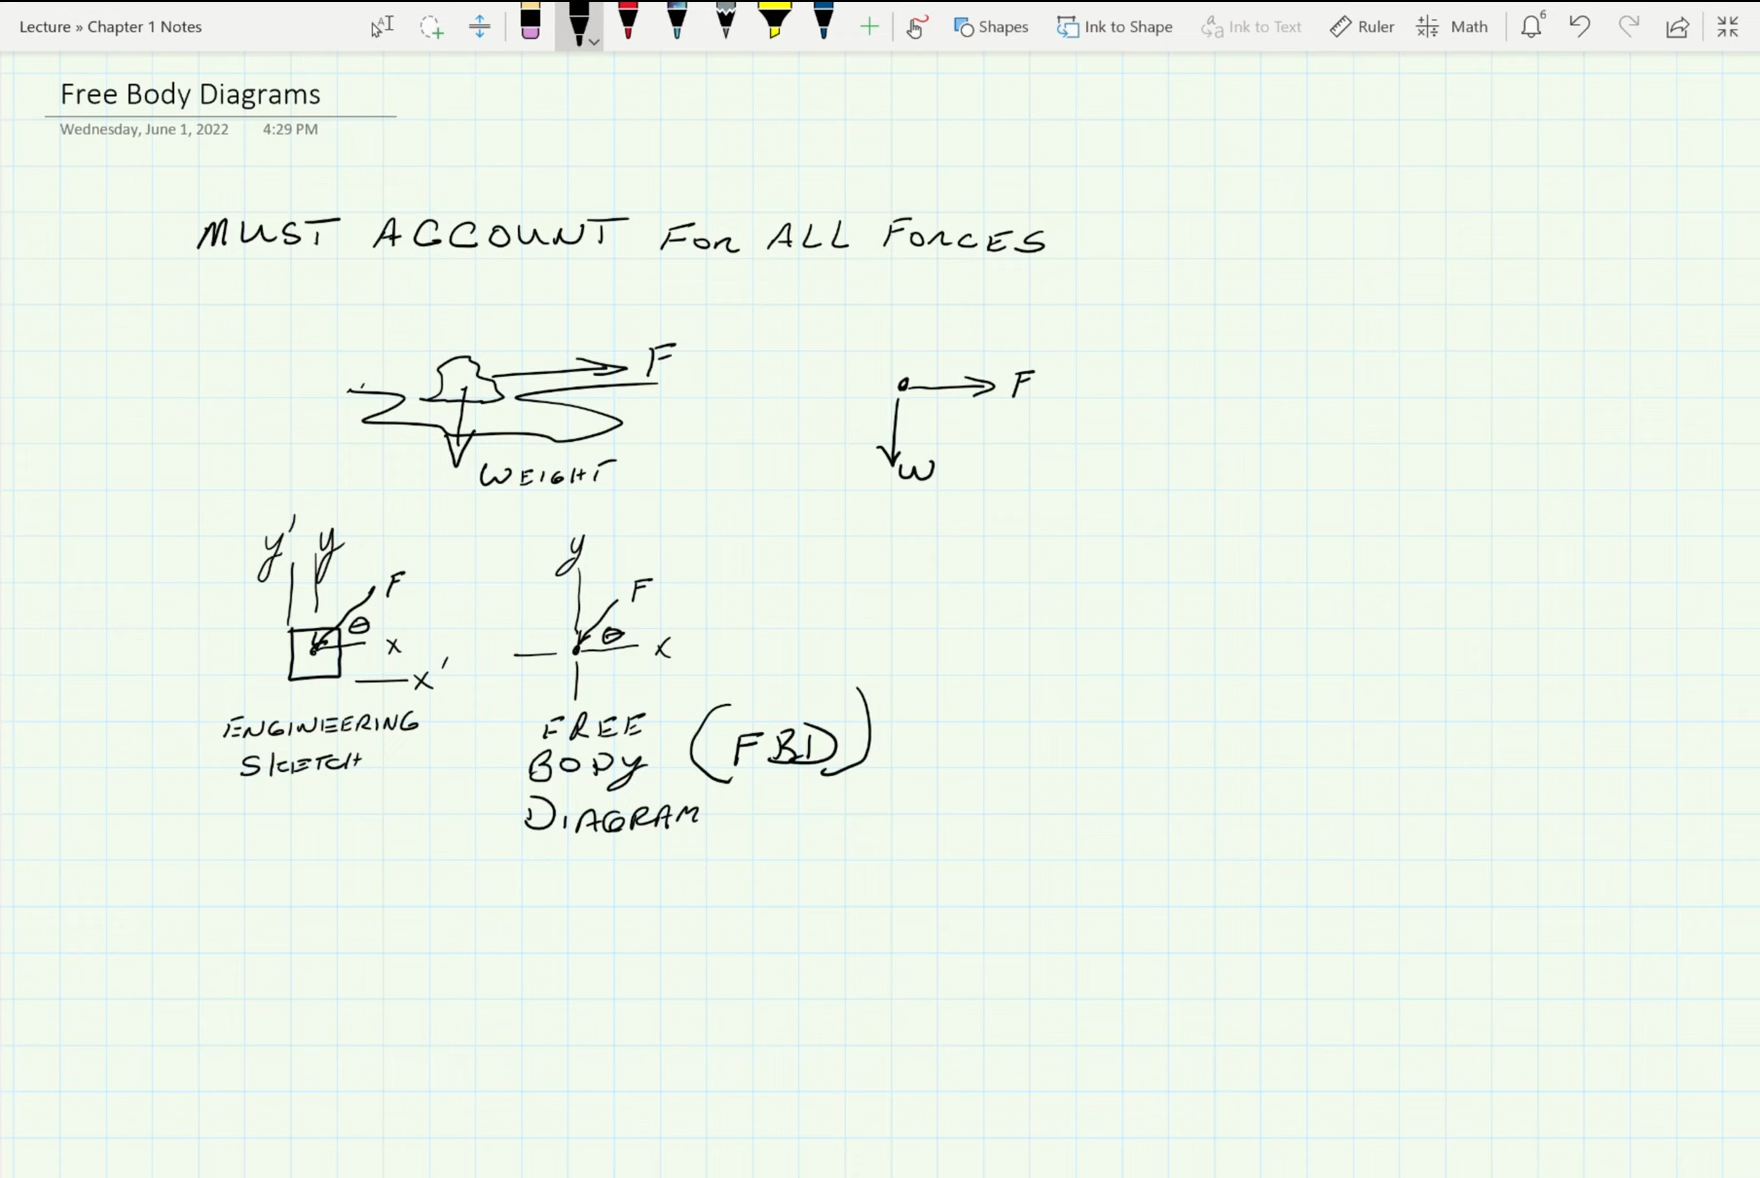 Lecture » Chapter 1 Notes
Shapes Ink to Shape Ink to Text Ruler Math 6
Free Body Diagrams
Wednesday, June 1, 2022 4:29 PM
MUST ACCOUNT FOR ALL FORCES
F
F
WEIGHT
W
y' y
F
θ
x
x'
y
F
θ
x
ENGINEERING
SKETCH
FREE
BODY
DIAGRAM
(FBD)